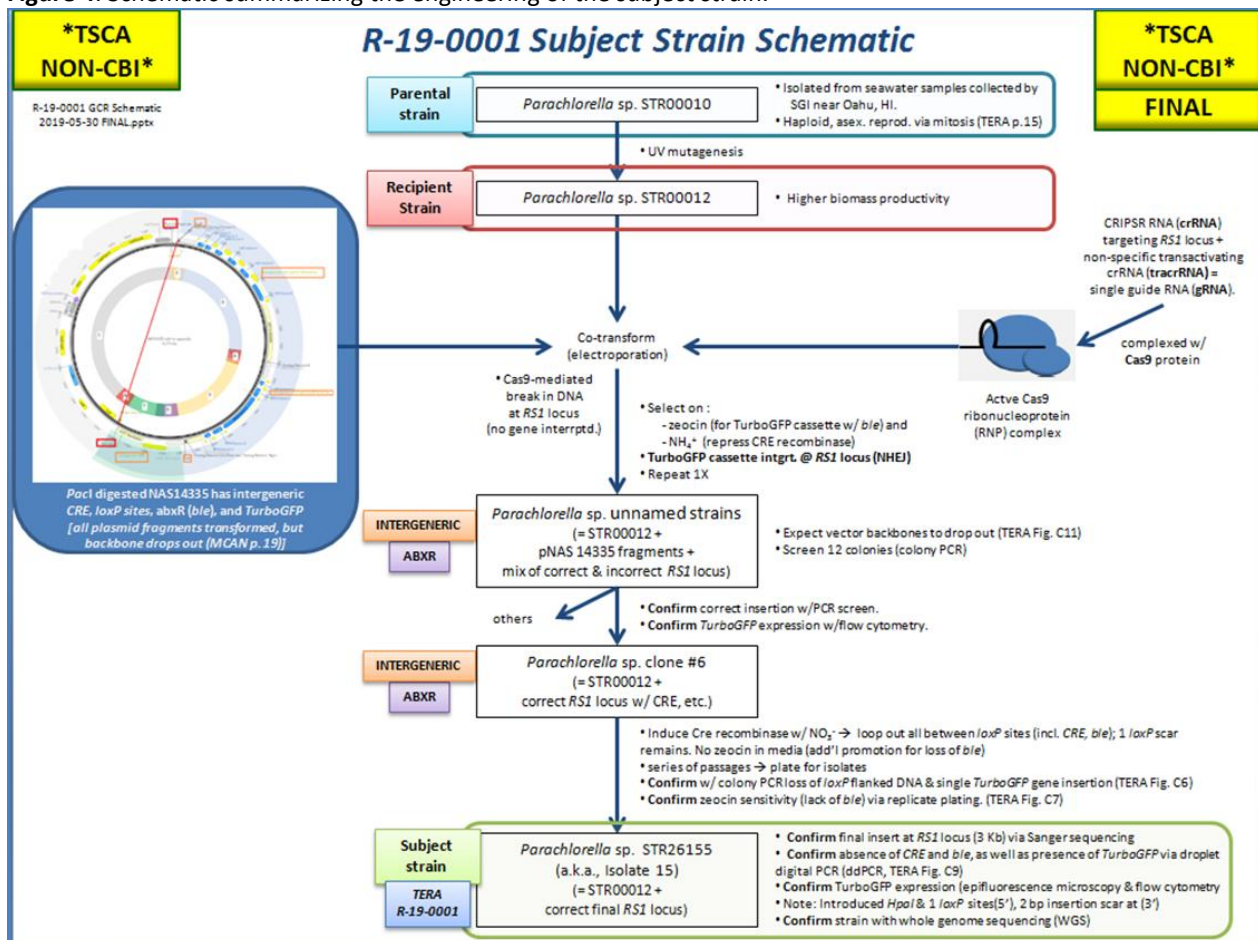 Figure 4. Schematic summarizing the engineering of the subject strain.
*TSCA
NON-CBI*
R-19-0001 Subject Strain Schematic
*TSCA
NON-CBI*
FINAL
R-19-0001 GCR Schematic
2019-05-30 FINAL.pptx
Parental
strain
Parachlorella sp. STR00010
• Isolated from seawater samples collected by
SGI near Oahu, HI.
• Haploid, asex. reprod. via mitosis (TERA p.15)
• UV mutagenesis
Recipient
Strain
Parachlorella sp. STR00012
• Higher biomass productivity
CRIPSR RNA (crRNA)
targeting RS1 locus +
non-specific transactivating
crRNA (tracrRNA) =
single guide RNA (gRNA).
complexed w/
Cas9 protein
Actve Cas9
ribonucleoprotein
(RNP) complex
Co-transform
(electroporation)
• Cas9-mediated
break in DNA
at RS1 locus
(no gene interrptd.)
• Select on :
- zeocin (for TurboGFP cassette w/ ble) and
- NH₄⁺ (repress CRE recombinase)
• TurboGFP cassette intgrt. @ RS1 locus (NHEJ)
• Repeat 1X
PacI digested NAS14335 has intergeneric
CRE, loxP sites, abxR (ble), and TurboGFP
[all plasmid fragments transformed, but
backbone drops out (MCAN p. 19)]
INTERGENERIC
ABXR
Parachlorella sp. unnamed strains
(= STR00012 +
pNAS 14335 fragments +
mix of correct & incorrect RS1 locus)
• Expect vector backbones to drop out (TERA Fig. C11)
• Screen 12 colonies (colony PCR)
others
• Confirm correct insertion w/PCR screen.
• Confirm TurboGFP expression w/flow cytometry.
INTERGENERIC
ABXR
Parachlorella sp. clone #6
(= STR00012 +
correct RS1 locus w/ CRE, etc.)
• Induce Cre recombinase w/ NO₃⁻ → loop out all between loxP sites (incl. CRE, ble); 1 loxP scar
remains. No zeocin in media (add'l promotion for loss of ble)
• series of passages → plate for isolates
• Confirm w/ colony PCR loss of loxP flanked DNA & single TurboGFP gene insertion (TERA Fig. C6)
• Confirm zeocin sensitivity (lack of ble) via replicate plating. (TERA Fig. C7)
Subject
strain
TERA
R-19-0001
Parachlorella sp. STR26155
(a.k.a., Isolate 15)
(= STR00012 +
correct final RS1 locus)
• Confirm final insert at RS1 locus (3 Kb) via Sanger sequencing
• Confirm absence of CRE and ble, as well as presence of TurboGFP via droplet
digital PCR (ddPCR, TERA Fig. C9)
• Confirm TurboGFP expression (epifluorescence microscopy & flow cytometry
• Note: Introduced HpaI & 1 loxP sites(5'), 2 bp insertion scar at (3')
• Confirm strain with whole genome sequencing (WGS)